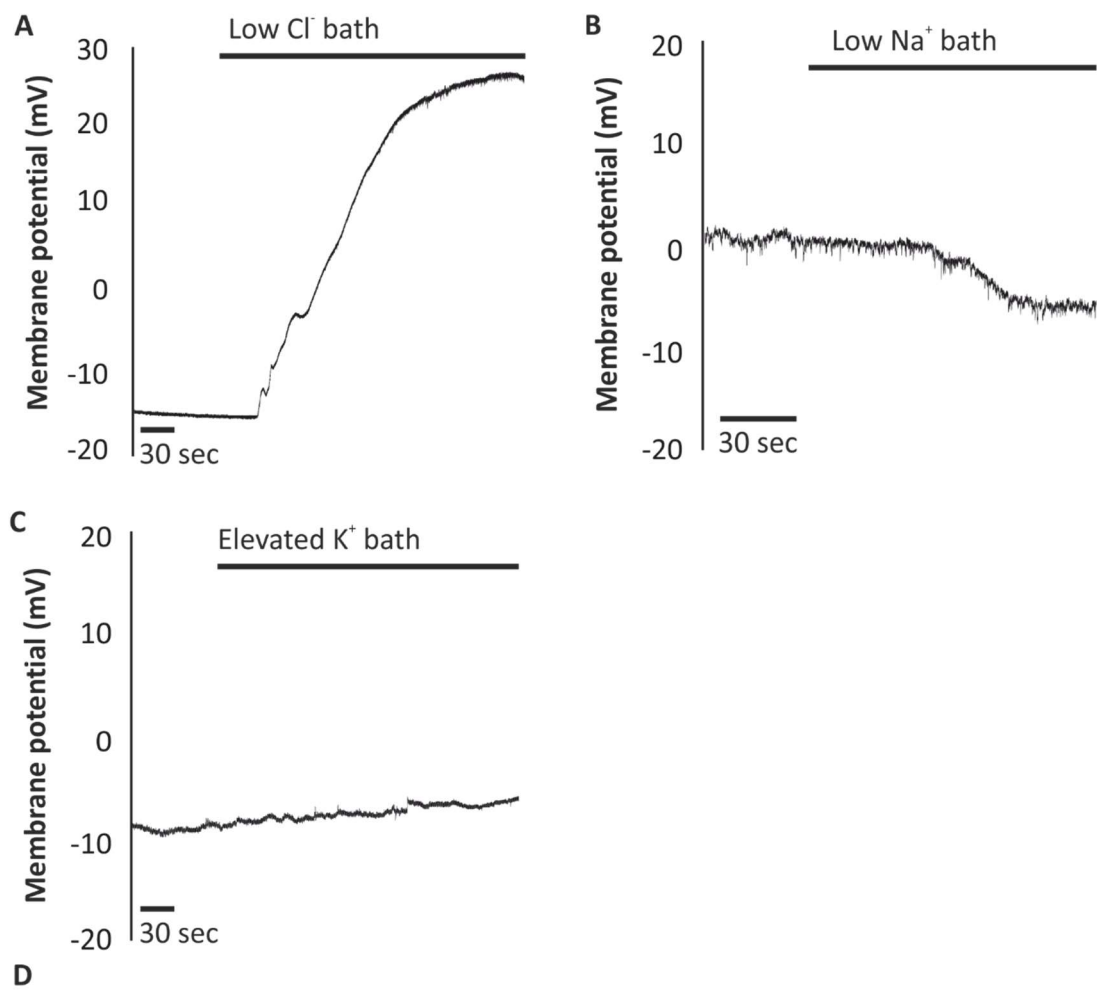 A
Low Cl⁻ bath
Membrane potential (mV)
30
20
10
0
-10
-20
30 sec
B
Low Na⁺ bath
Membrane potential (mV)
20
10
0
-10
-20
30 sec
C
Elevated K⁺ bath
Membrane potential (mV)
20
10
0
-10
-20
30 sec
D